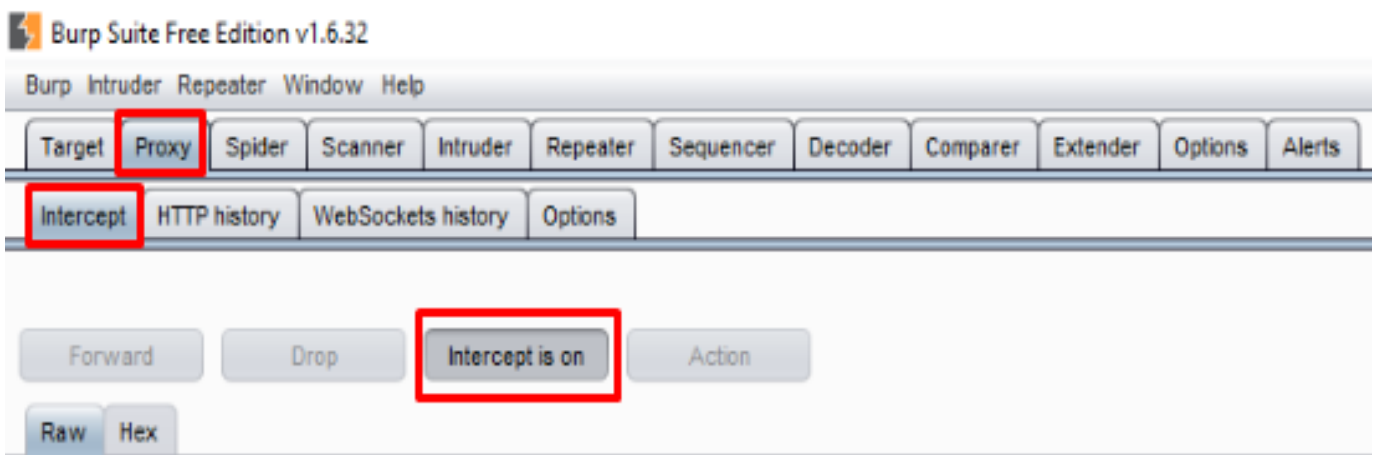 Burp Suite Free Edition v1.6.32
Burp Intruder Repeater Window Help
Target Proxy Spider Scanner Intruder Repeater Sequencer Decoder Comparer Extender Options Alerts
Intercept HTTP history WebSockets history Options
Forward Drop Intercept is on Action
Raw Hex